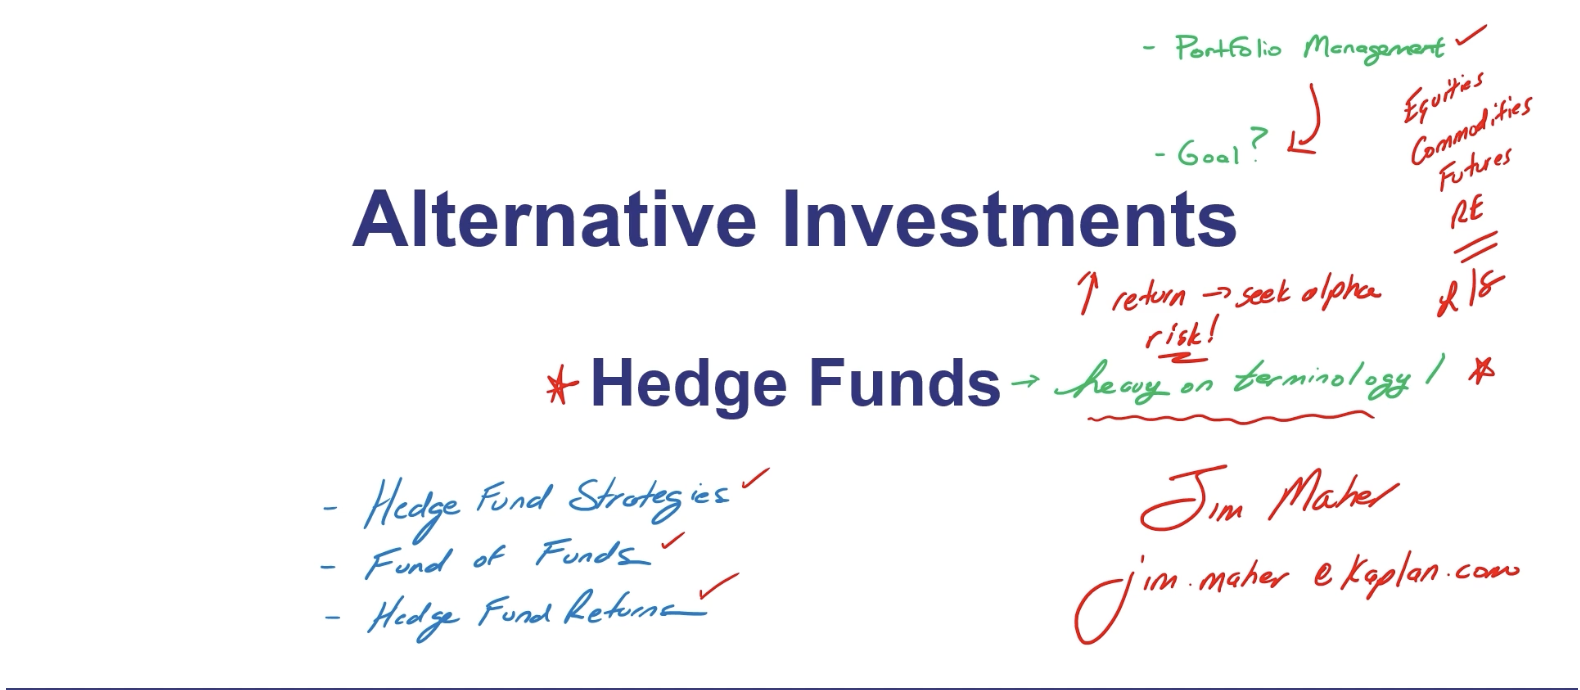 - Portfolio Management ✓
Equities
Commodities
Futures
RE
- Goal?
Alternative Investments
↑ return → seek alpha
risk!
L/S
* Hedge Funds → heavy on terminology! *
- Hedge Fund Strategies ✓
- Fund of Funds ✓
- Hedge Fund Returns ✓
Jim Maher
jim.maher@kaplan.com